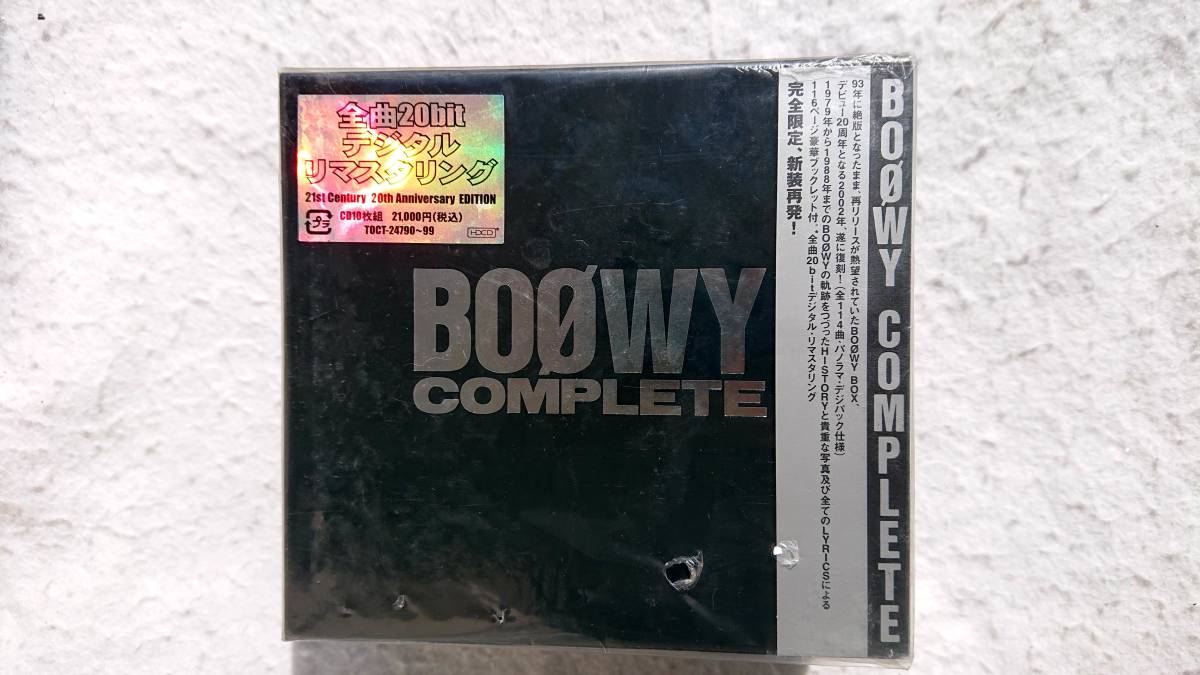 全曲20bit
デジタル
リマスタリング
21st Century 20th Anniversary EDITION
プラ
CD10枚組 21,000円(税込)
TOCT-24790〜99
HDCD
BOØWY
COMPLETE
93年に絶版となったまま、再リリースが熱望されていたBOØWY BOX、
デビュー20周年となる2002年、遂に復刻!(全114曲・パノラマ・デジパック仕様)
1979年から1988年までのBOØWYの軌跡をつづったHISTORYと貴重な写真及び全てのLYRICSによる
116ページ豪華ブックレット付。全曲20bitデジタル・リマスタリング
完全限定、新装再発!
BOØWY COMPLETE